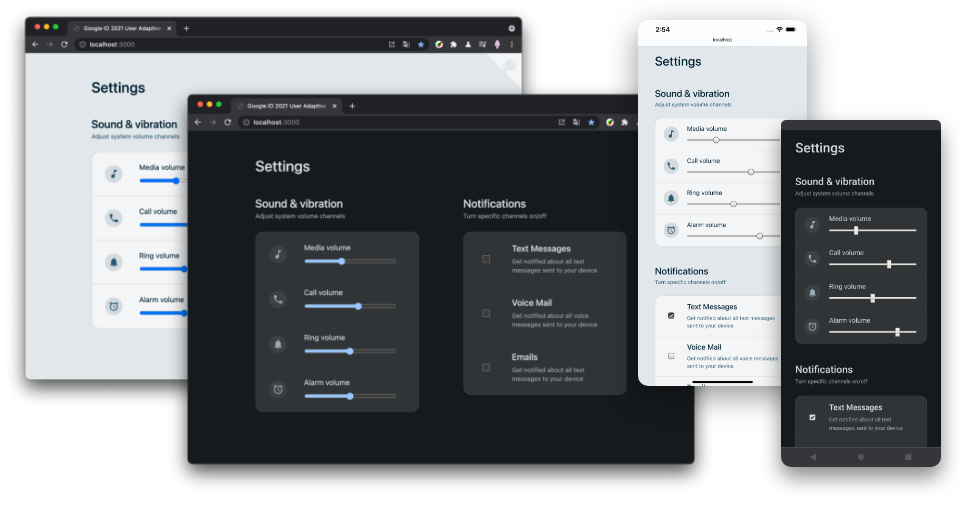 Google IO 2021 User Adaptive
localhost:3000
Settings
Sound & vibration
Adjust system volume channels
Media volume
Call volume
Ring volume
Alarm volume
Google IO 2021 User Adaptive
localhost:3000
Settings
Sound & vibration
Adjust system volume channels
Media volume
Call volume
Ring volume
Alarm volume
Notifications
Turn specific channels on/off
Text Messages
Get notified about all text
messages sent to your device
Voice Mail
Get notified about all voice
messages sent to your device
Emails
Get notified about all text
messages sent to your device
2:54
localhost
Settings
Sound & vibration
Adjust system volume channels
Media volume
Call volume
Ring volume
Alarm volume
Notifications
Turn specific channels on/off
Text Messages
Get notified about all text messages
sent to your device
Voice Mail
Get notified about all voice messages
sent to your device
Settings
Sound & vibration
Adjust system volume channels
Media volume
Call volume
Ring volume
Alarm volume
Notifications
Turn specific channels on/off
Text Messages
Get notified about all text
messages sent to your device